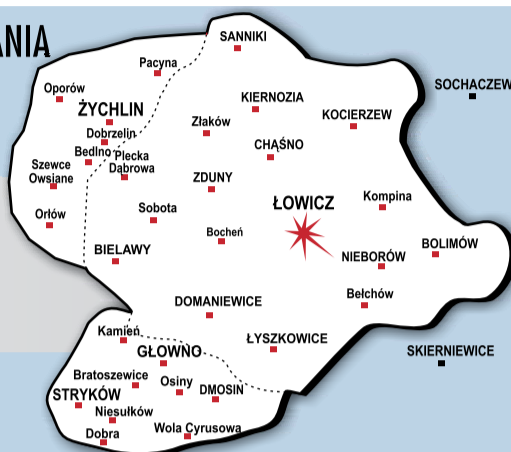 ANIA
SANNIKI
Pacyna
SOCHACZEW
Oporów
KIERNOZIA
ŻYCHLIN
KOCIERZEW
Złaków
Dobrzelin
CHĄŚNO
Bedlno
Plecka
Dąbrowa
Szewce
Owsiane
ZDUNY
Kompina
ŁOWICZ
Orłów
Sobota
Bocheń
BOLIMÓW
BIELAWY
NIEBORÓW
Bełchów
DOMANIEWICE
Kamień
ŁYSZKOWICE
GŁOWNO
SKIERNIEWICE
Bratoszewice
Osiny
DMOSIN
STRYKÓW
Niesułków
Dobra
Wola Cyrusowa